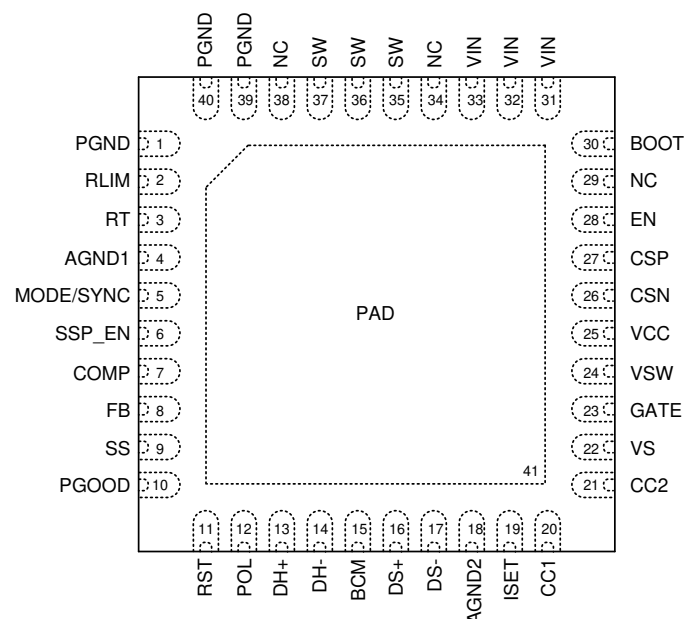 PGND
PGND
NC
SW
SW
SW
NC
VIN
VIN
VIN
40
39
38
37
36
35
34
33
32
31
PGND 1
RLIM 2
RT 3
AGND1 4
MODE/SYNC 5
SSP_EN 6
COMP 7
FB 8
SS 9
PGOOD 10
PAD
41
30 BOOT
29 NC
28 EN
27 CSP
26 CSN
25 VCC
24 VSW
23 GATE
22 VS
21 CC2
11
12
13
14
15
16
17
18
19
20
RST
POL
DH+
DH-
BCM
DS+
DS-
AGND2
ISET
CC1